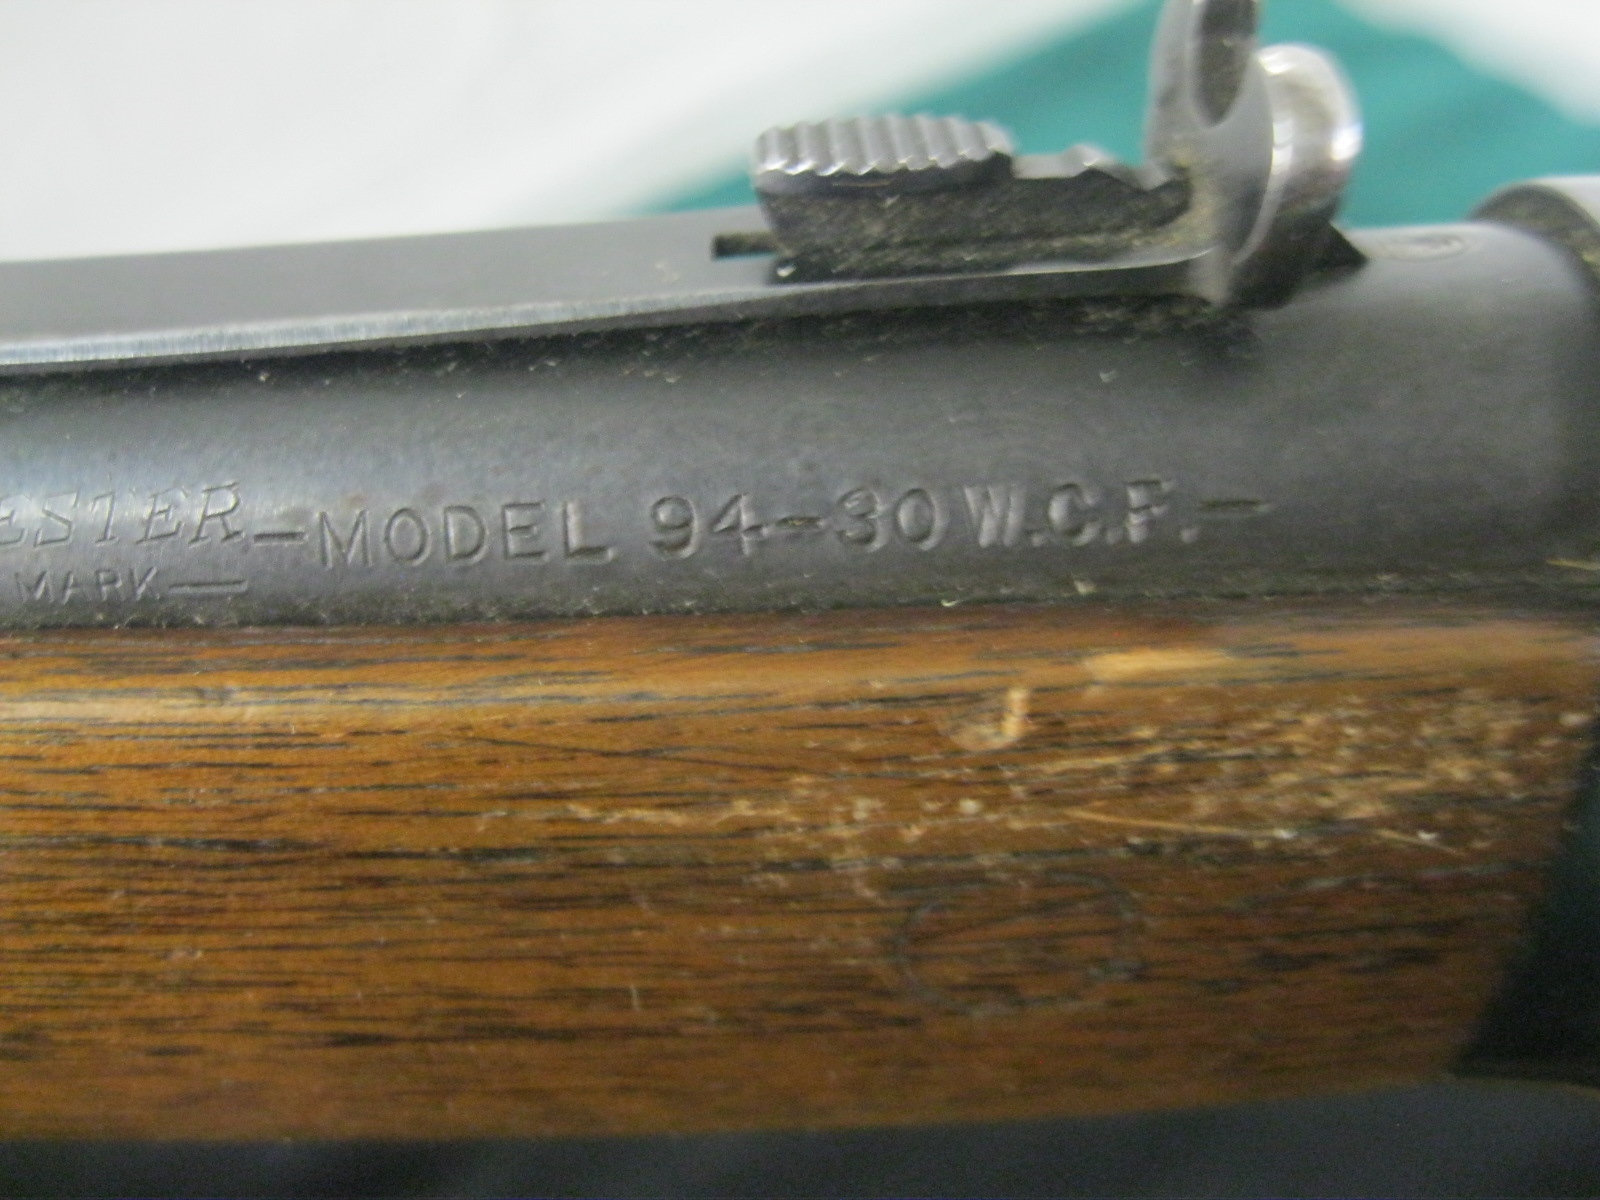 ESTER —MODEL 94—30 W.C.F.—
MARK—